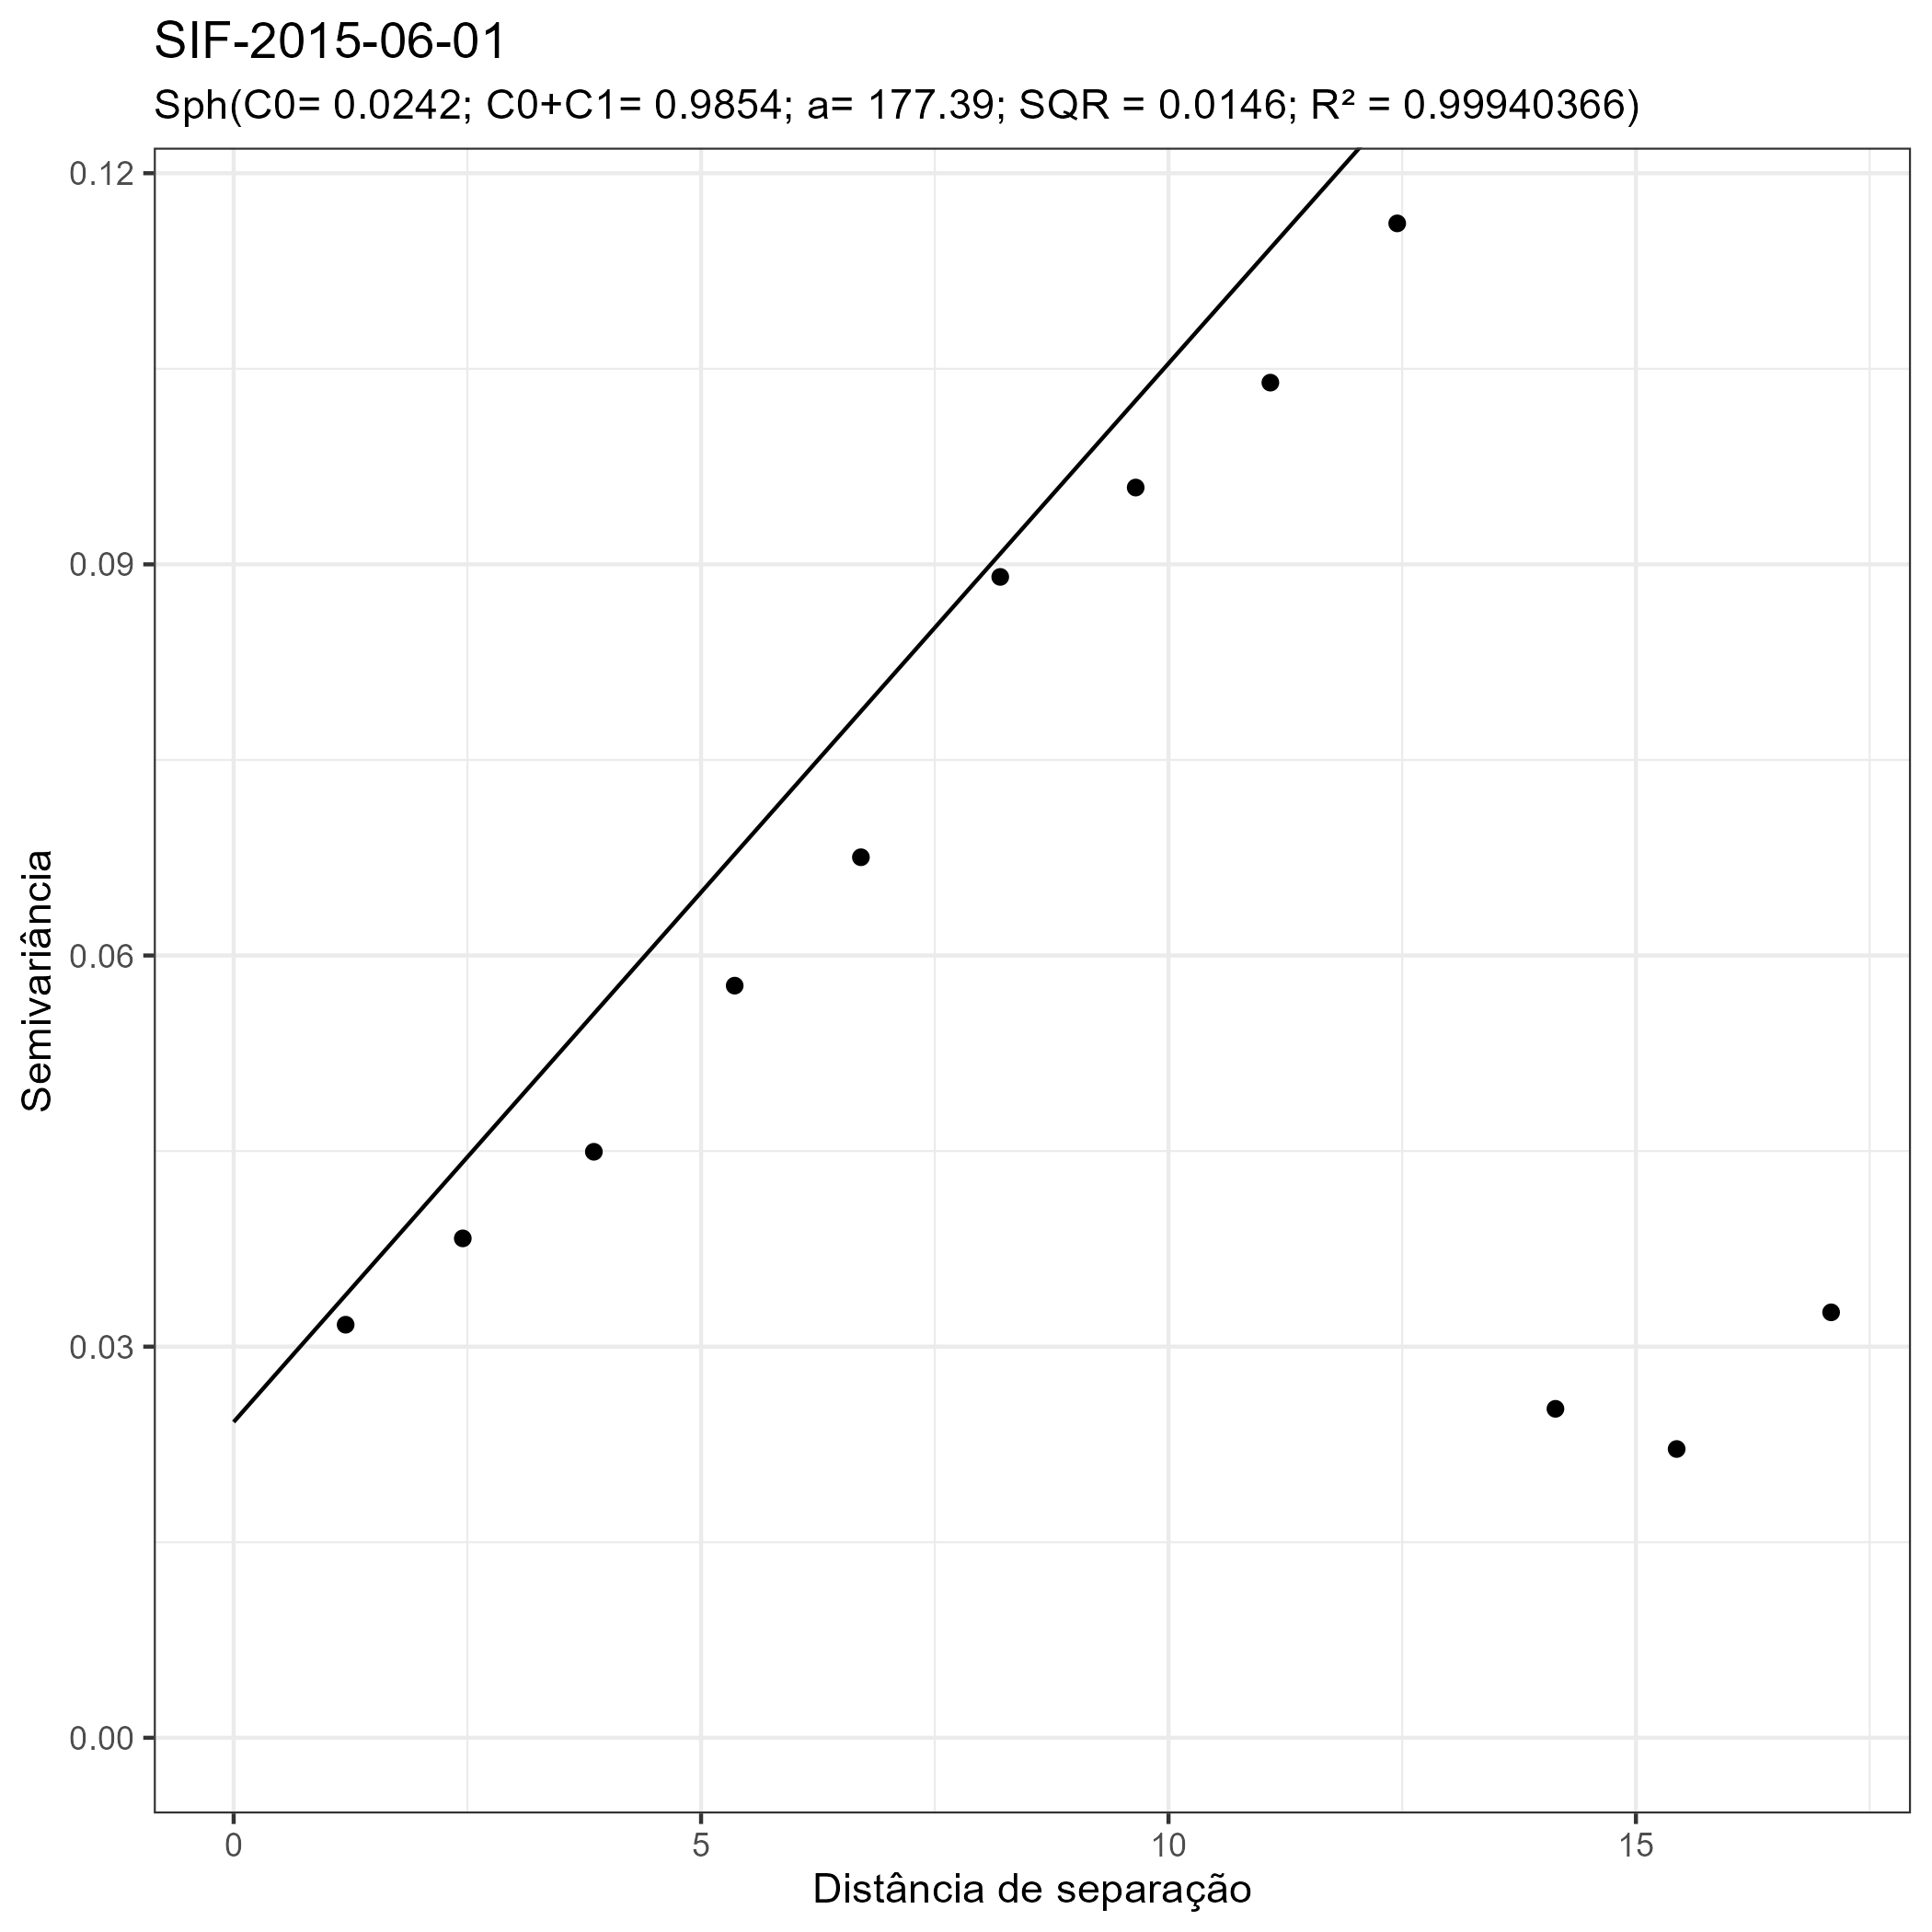 SIF-2015-06-01
Sph(C0= 0.0242; C0+C1= 0.9854; a= 177.39; SQR = 0.0146; R² = 0.99940366)
0.12
0.09
0.06
0.03
0.00
Semivariância
0 5 10 15
Distância de separação